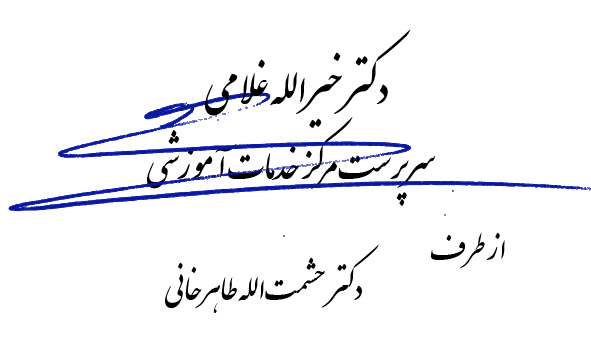 دکتر خیرالله غلامی
سرپرست مرکز خدمات آموزشی
از طرف
دکتر حشمت الله طاهرخانی